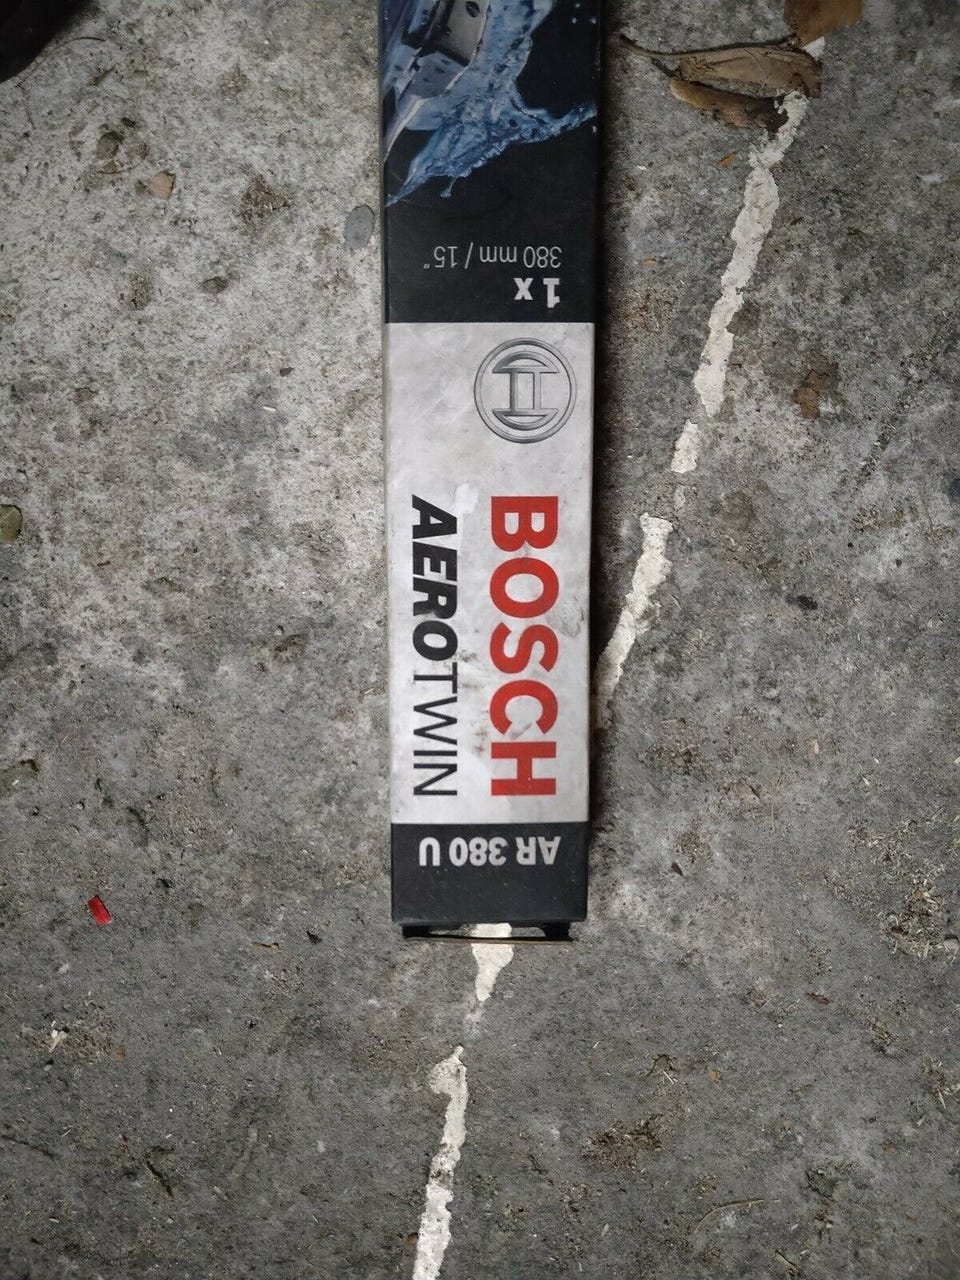 AR 380 U
BOSCH
AEROTWIN
1 x
380 mm / 15"